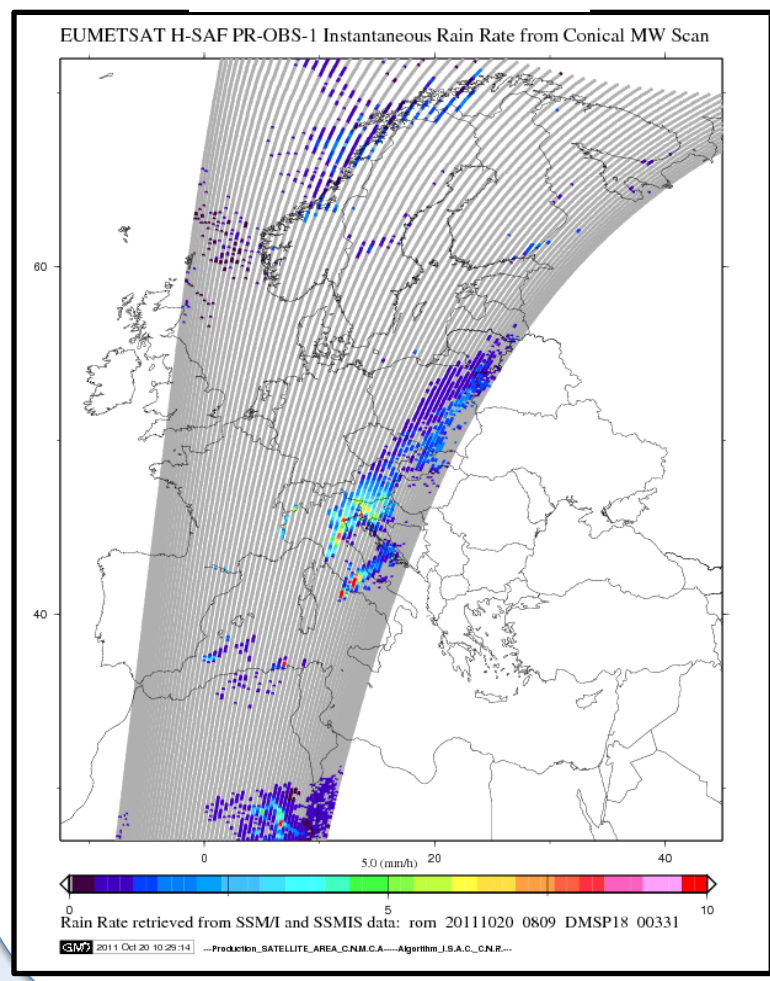 EUMETSAT H-SAF PR-OBS-1 Instantaneous Rain Rate from Conical MW Scan
60
40
0 20 40
5.0 (mm/h)
0 5 10
Rain Rate retrieved from SSM/I and SSMIS data: rom 20111020 0809 DMSP18 00331
GMT 2011 Oct 20 10:29:14 ---Production_SATELLITE_AREA_C.N.M.C.A-----Algorithm_I.S.A.C._C.N.R.---